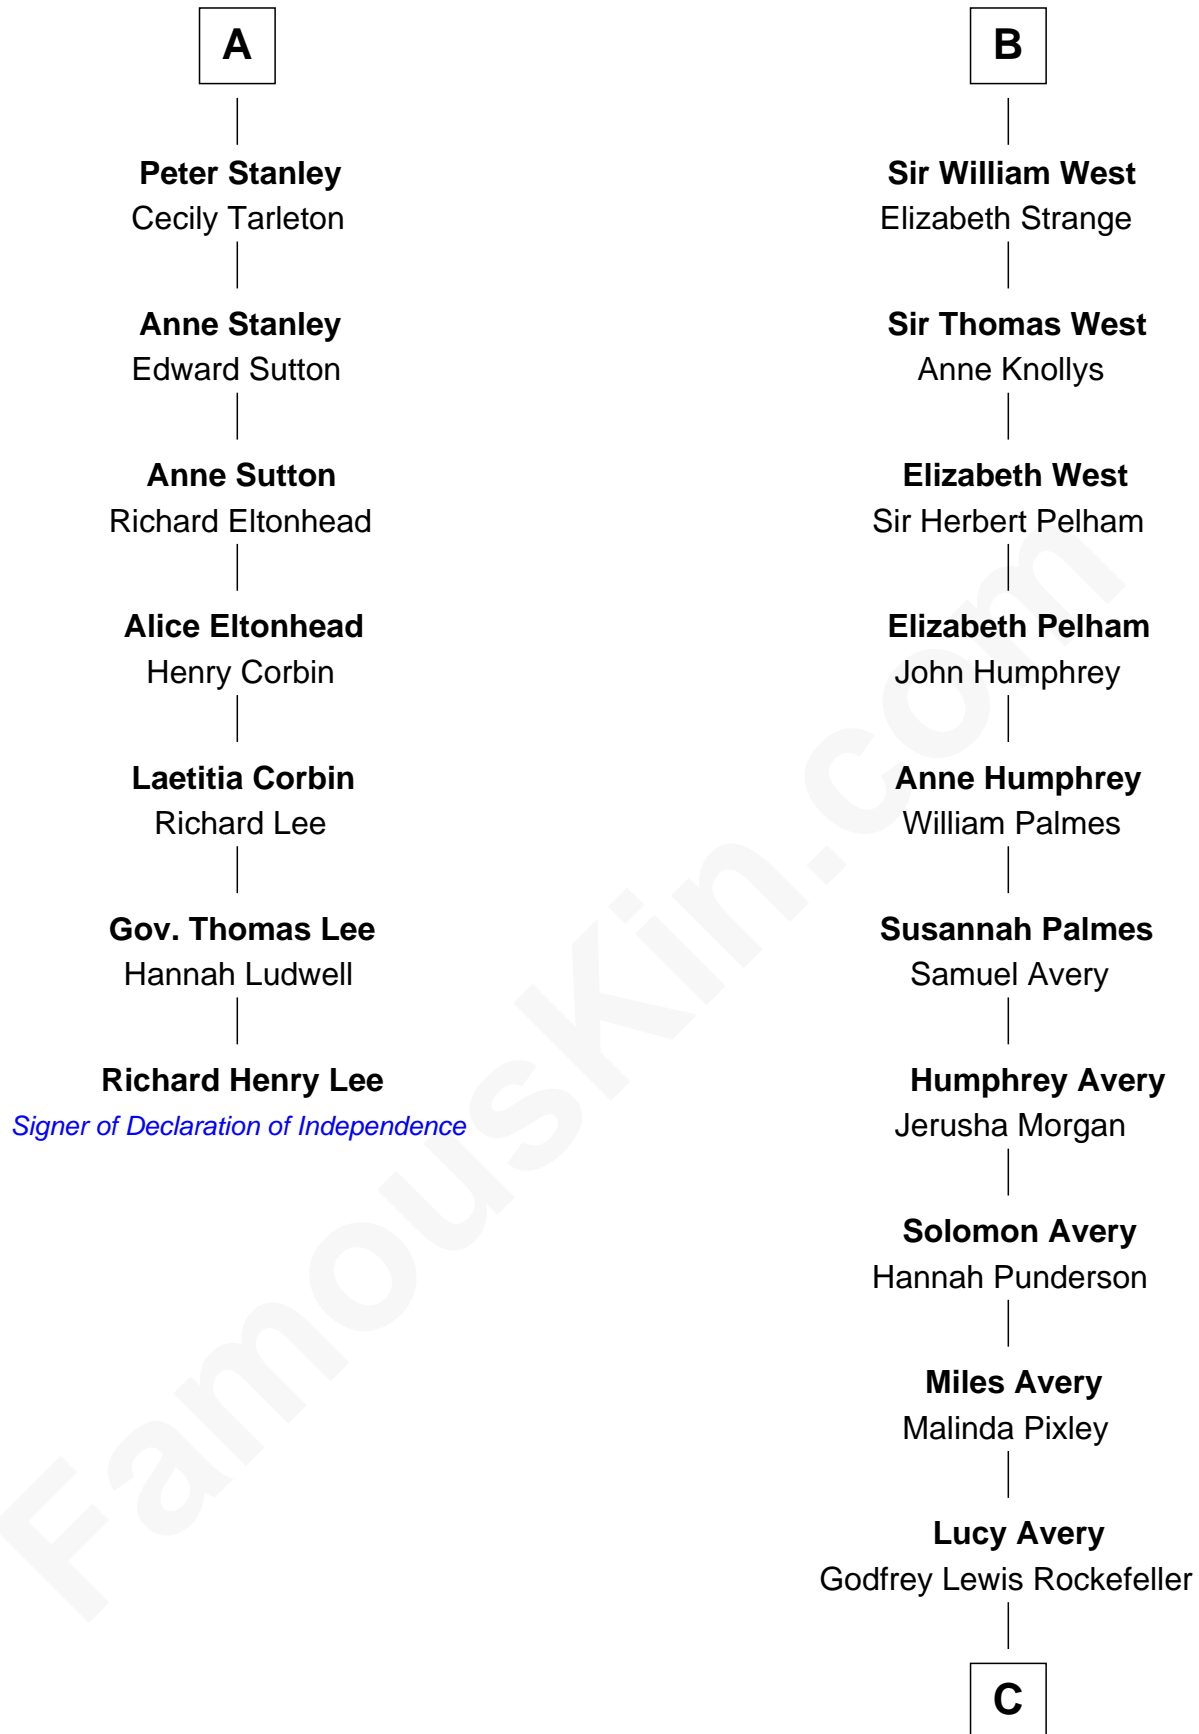 A
Peter Stanley
Cecily Tarleton
Anne Stanley
Edward Sutton
Anne Sutton
Richard Eltonhead
Alice Eltonhead
Henry Corbin
Laetitia Corbin
Richard Lee
Gov. Thomas Lee
Hannah Ludwell
Richard Henry Lee
Signer of Declaration of Independence
B
Sir William West
Elizabeth Strange
Sir Thomas West
Anne Knollys
Elizabeth West
Sir Herbert Pelham
Elizabeth Pelham
John Humphrey
Anne Humphrey
William Palmes
Susannah Palmes
Samuel Avery
Humphrey Avery
Jerusha Morgan
Solomon Avery
Hannah Punderson
Miles Avery
Malinda Pixley
Lucy Avery
Godfrey Lewis Rockefeller
C
FamousKin.com